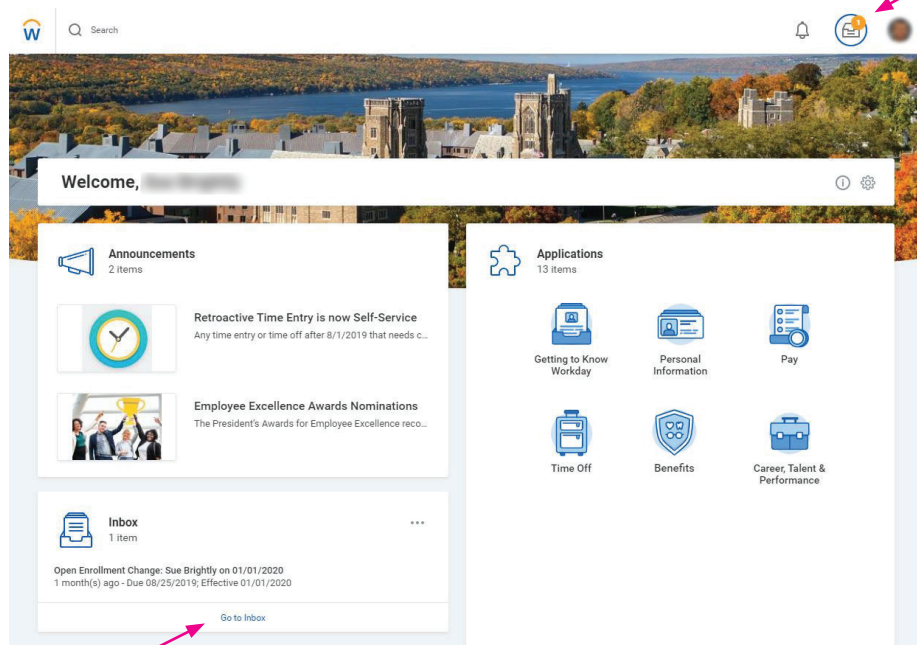 Search
1
Welcome,
Announcements
2 items
Retroactive Time Entry is now Self-Service
Any time entry or time off after 8/1/2019 that needs c...
Employee Excellence Awards Nominations
The President's Awards for Employee Excellence reco...
Inbox
1 item
Open Enrollment Change: Sue Brightly on 01/01/2020
1 month(s) ago - Due 08/25/2019; Effective 01/01/2020
Go to Inbox
Applications
13 items
Getting to Know
Workday
Personal
Information
Pay
Time Off
Benefits
Career, Talent &
Performance